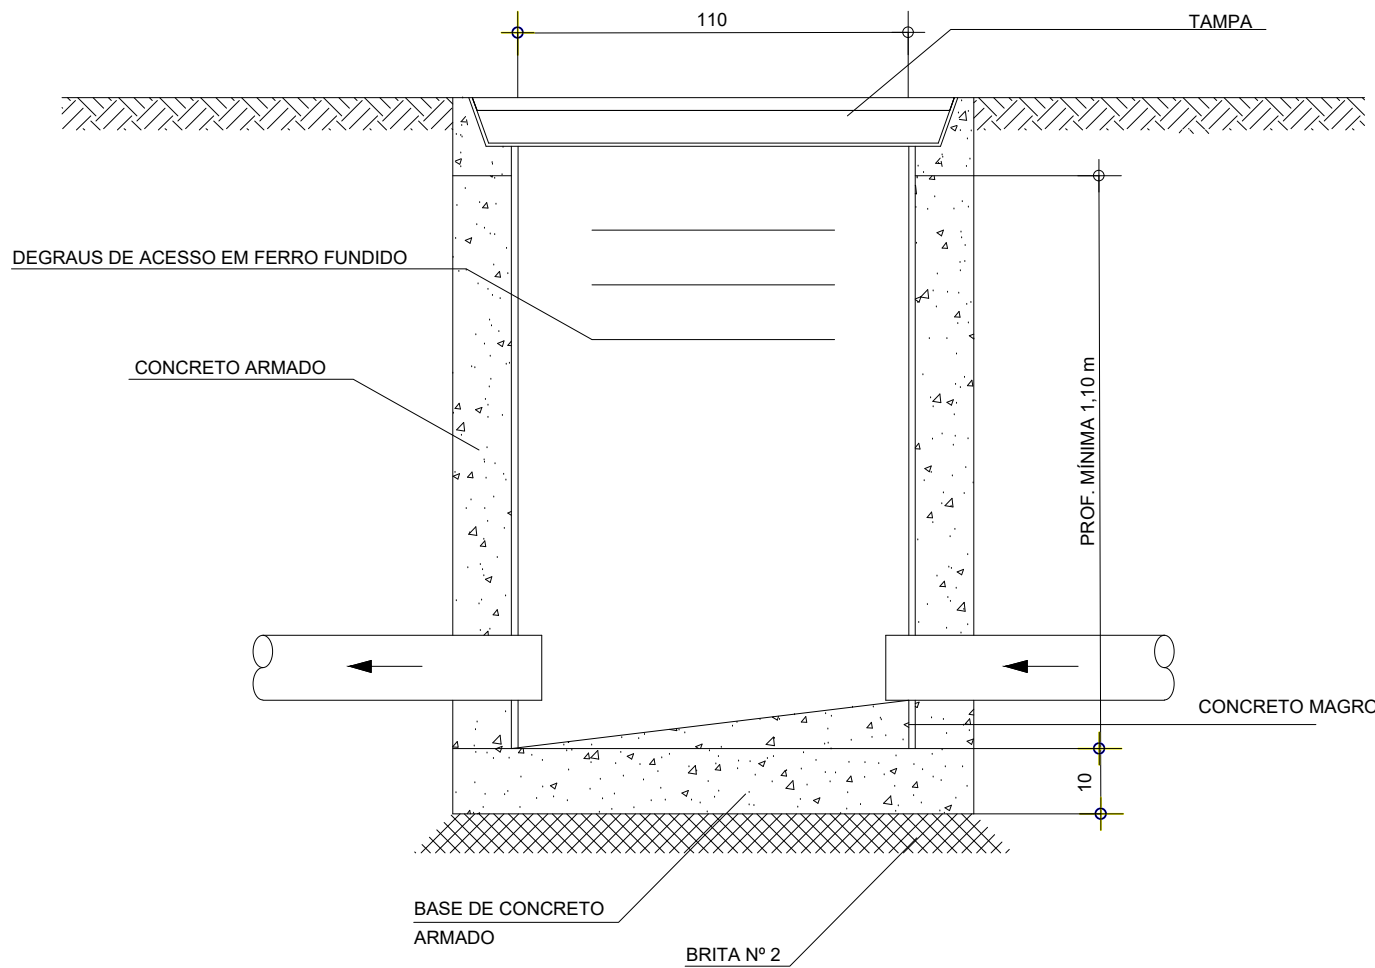 110
TAMPA
DEGRAUS DE ACESSO EM FERRO FUNDIDO
CONCRETO ARMADO
PROF. MÍNIMA 1,10 m
CONCRETO MAGRO
10
BASE DE CONCRETO
ARMADO
BRITA Nº 2